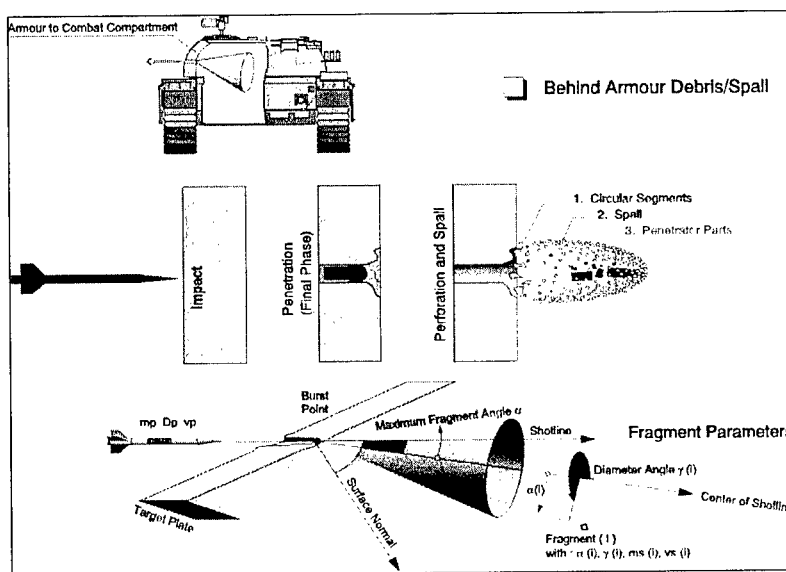 Armour to Combat Compartment
Behind Armour Debris/Spall
Impact
Penetration
(Final Phase)
Perforation and Spall
1. Circular Segments
2. Spall
3. Penetrator Parts
mp Dp vp
Burst
Point
Maximum Fragment Angle α
Shotline
Fragment Parameters
Diameter Angle γ (i)
α(i)
Center of Shotline
Target Plate
Surface Normal
Fragment (i)
with : α (i), γ (i), ms (i), vs (i)